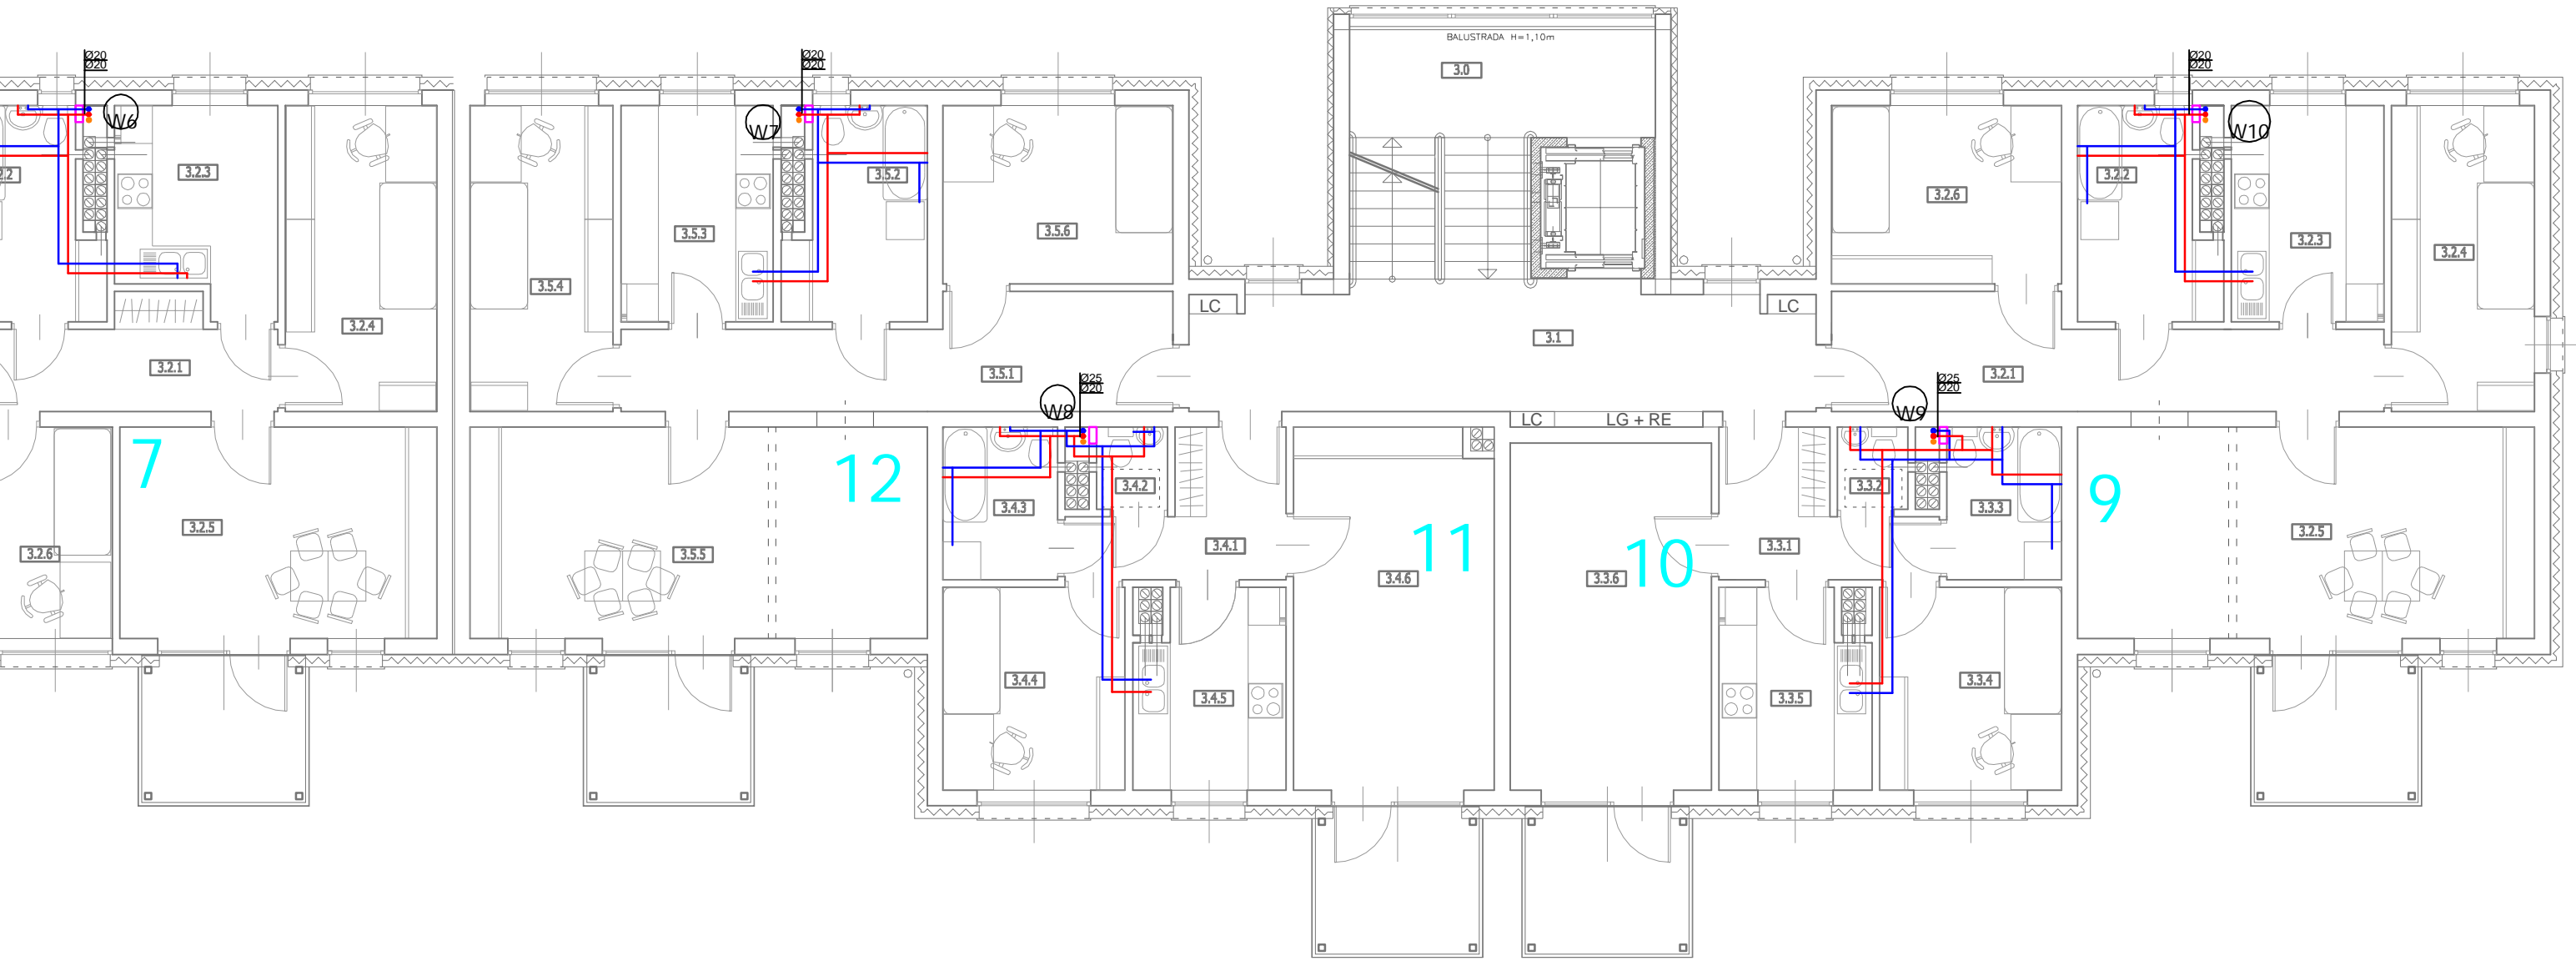 BALUSTRADA H=1,10m
3.0
Ø20
Ø20
W6
Ø20
Ø20
W7
Ø20
Ø20
W10
2.2
3.2.3
3.5.2
3.5.3
3.5.6
3.5.4
3.2.6
3.2.2
3.2.3
3.2.4
LC
LC
3.2.4
3.1
3.2.1
3.5.1
3.2.1
Ø25
Ø20
W8
Ø25
Ø20
W9
LC
LG + RE
7
12
11
10
9
3.4.2
3.4.3
3.3.2
3.3.3
3.2.5
3.2.6
3.5.5
3.4.1
3.3.1
3.2.5
3.4.6
3.3.6
3.4.4
3.4.5
3.3.5
3.3.4